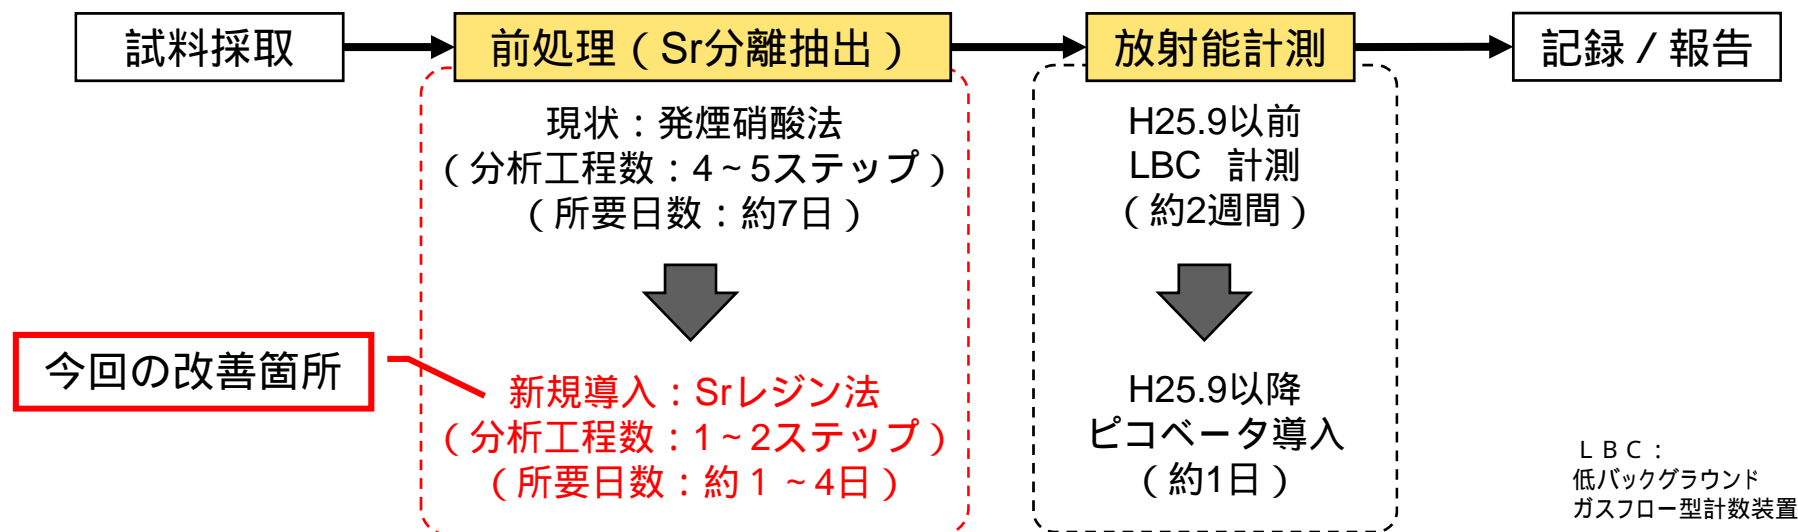 試料採取
前処理（Sr分離抽出）
放射能計測
記録／報告
現状：発煙硝酸法
（分析工程数：4～5ステップ）
（所要日数：約7日）
H25.9以前
LBC 計測
（約2週間）
今回の改善箇所
新規導入：Srレジン法
（分析工程数：1～2ステップ）
（所要日数：約１～4日）
H25.9以降
ピコベータ導入
（約1日）
ＬＢＣ：
低バックグラウンド
ガスフロー型計数装置